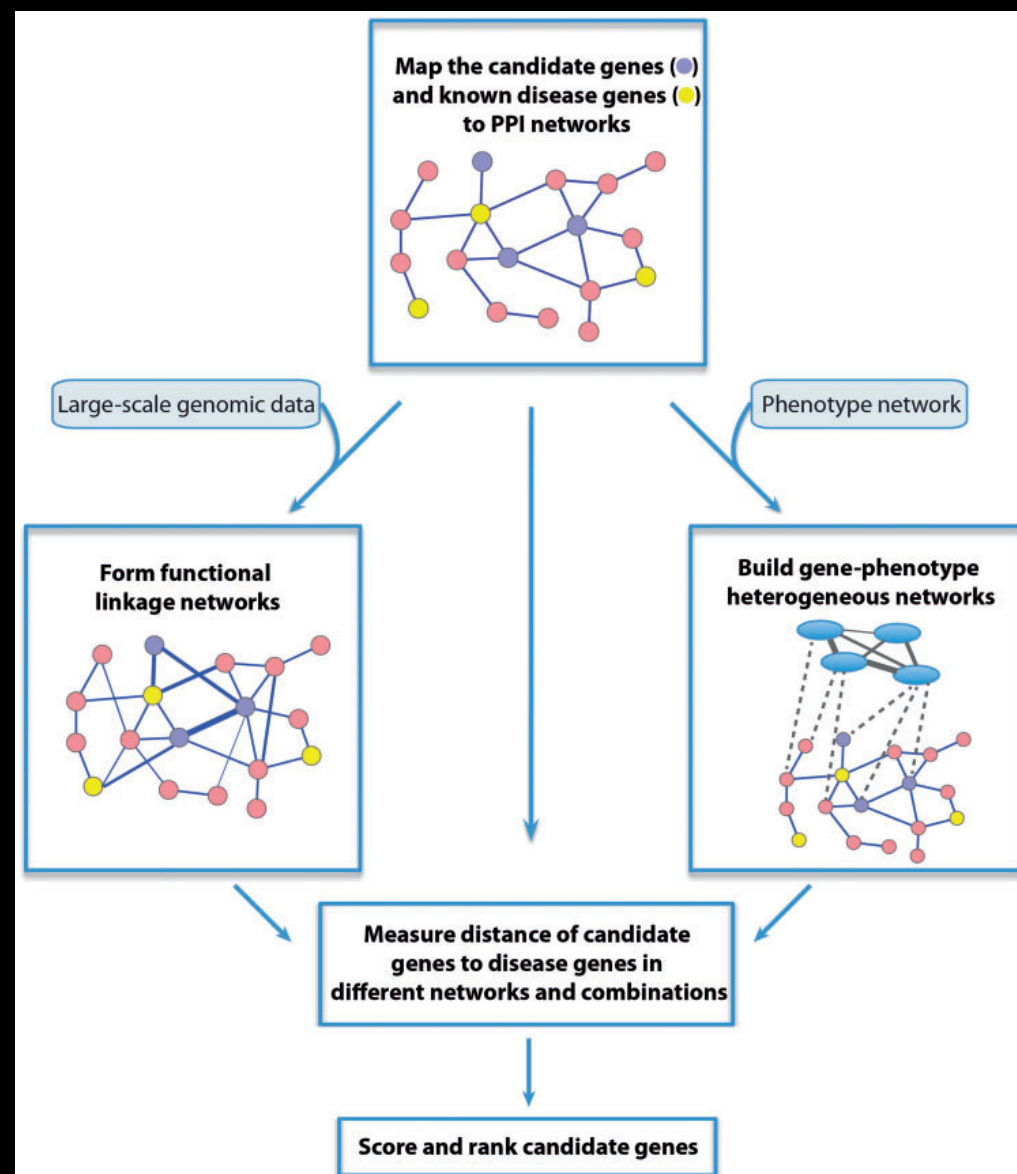 Map the candidate genes (●)
and known disease genes (●)
to PPI networks
Large-scale genomic data
Phenotype network
Form functional
linkage networks
Build gene-phenotype
heterogeneous networks
Measure distance of candidate
genes to disease genes in
different networks and combinations
Score and rank candidate genes